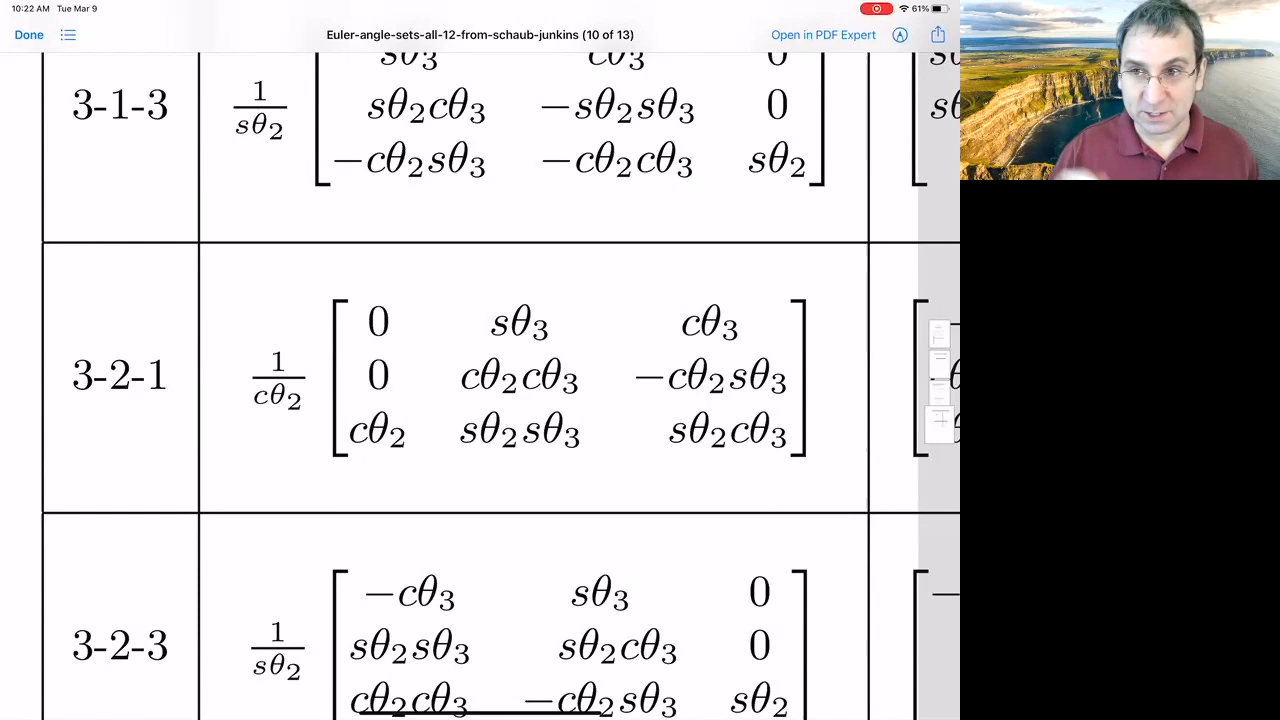 10:22 AM Tue Mar 9 61%
Done Euler-angle-sets-all-12-from-schaub-junkins (10 of 13) Open in PDF Expert
sθ₃ cθ₃ 0
3-1-3 1/sθ₂ sθ₂cθ₃ −sθ₂sθ₃ 0
−cθ₂sθ₃ −cθ₂cθ₃ sθ₂
0 sθ₃ cθ₃
3-2-1 1/cθ₂ 0 cθ₂cθ₃ −cθ₂sθ₃
cθ₂ sθ₂sθ₃ sθ₂cθ₃
−cθ₃ sθ₃ 0
3-2-3 1/sθ₂ sθ₂sθ₃ sθ₂cθ₃ 0
cθ₂cθ₃ −cθ₂sθ₃ sθ₂